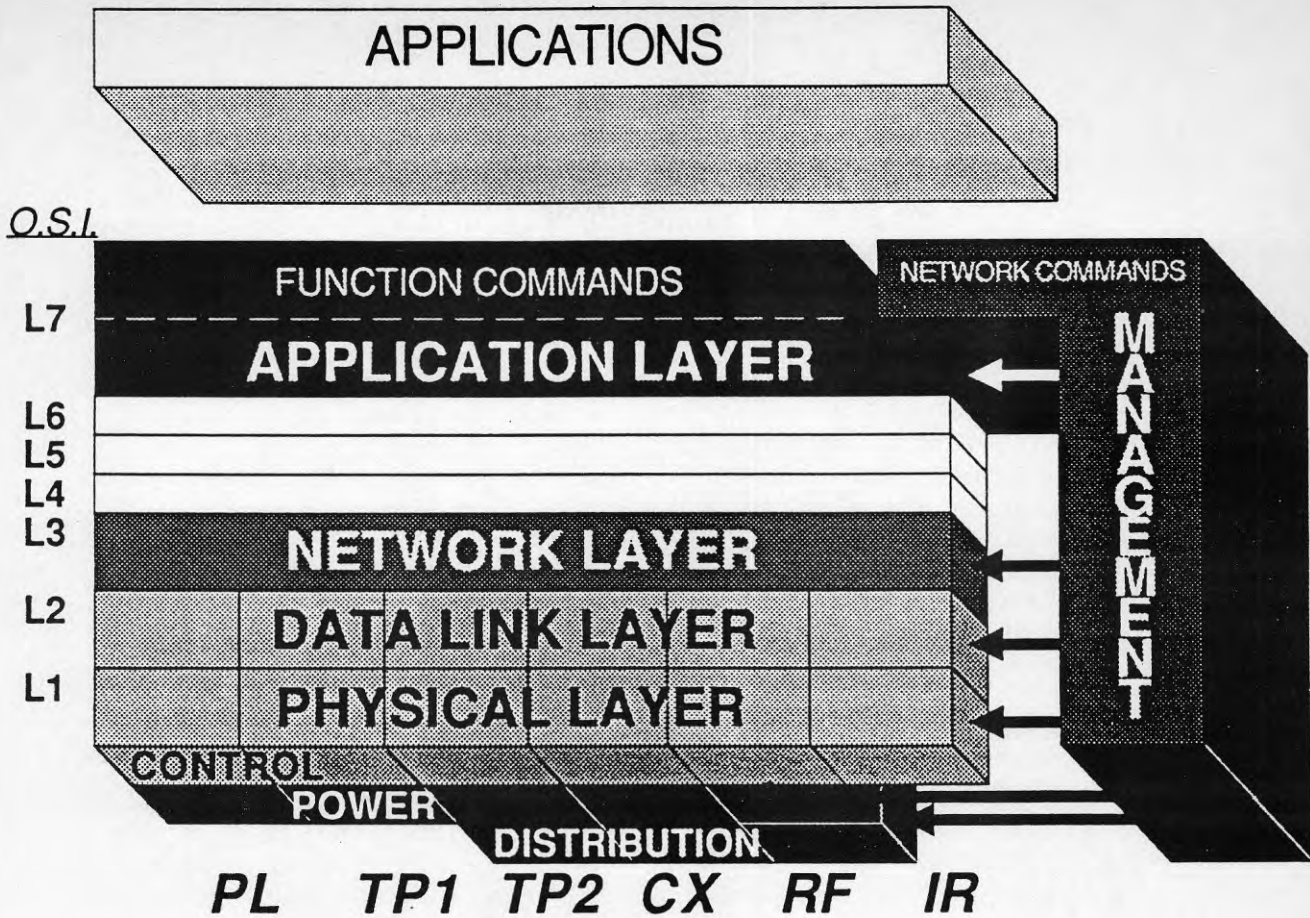 APPLICATIONS
O.S.I.
FUNCTION COMMANDS
NETWORK COMMANDS
L7
APPLICATION LAYER
MANAGEMENT
L6
L5
L4
L3
NETWORK LAYER
L2
DATA LINK LAYER
L1
PHYSICAL LAYER
CONTROL
POWER
DISTRIBUTION
PL TP1 TP2 CX RF IR